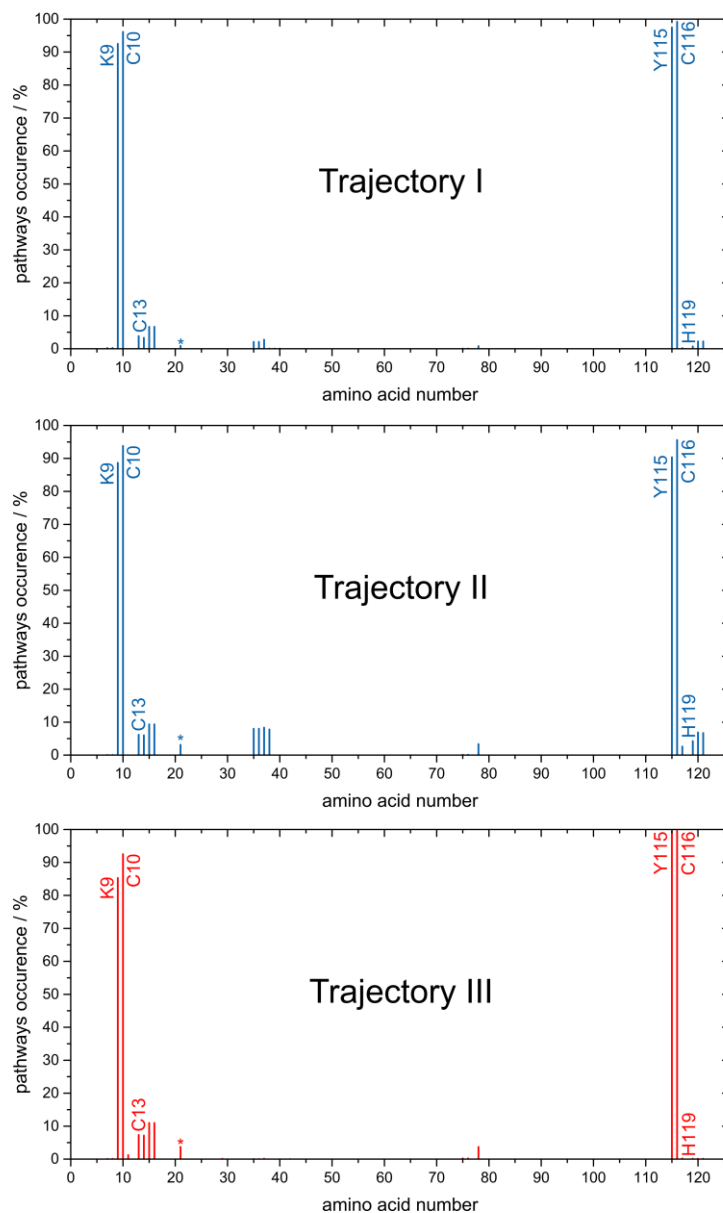 100
90
80
70
60
50
40
30
20
10
0
pathways occurence / %
K9
C10
C13
*
Trajectory I
Y115
C116
H119
0 10 20 30 40 50 60 70 80 90 100 110 120
amino acid number
100
90
80
70
60
50
40
30
20
10
0
pathways occurence / %
K9
C10
C13
*
Trajectory II
Y115
C116
H119
0 10 20 30 40 50 60 70 80 90 100 110 120
amino acid number
100
90
80
70
60
50
40
30
20
10
0
pathways occurence / %
K9
C10
C13
*
Trajectory III
Y115
C116
H119
0 10 20 30 40 50 60 70 80 90 100 110 120
amino acid number